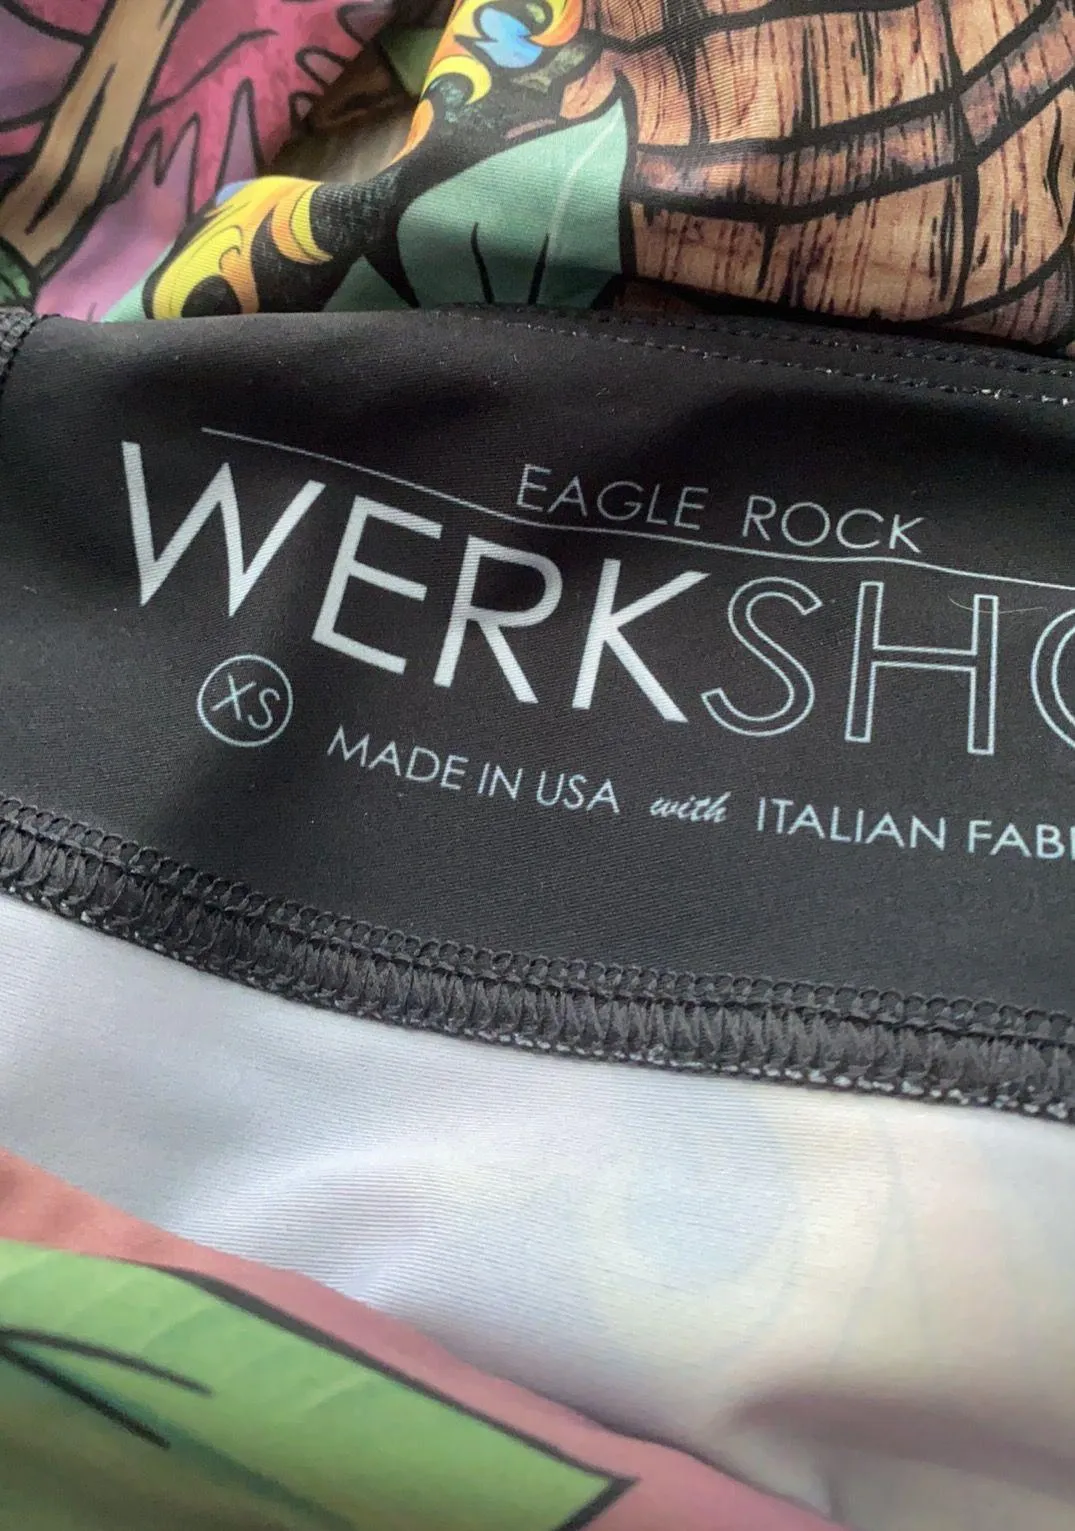 EAGLE ROCK
WERKSHO
XS
MADE IN USA with ITALIAN FAB